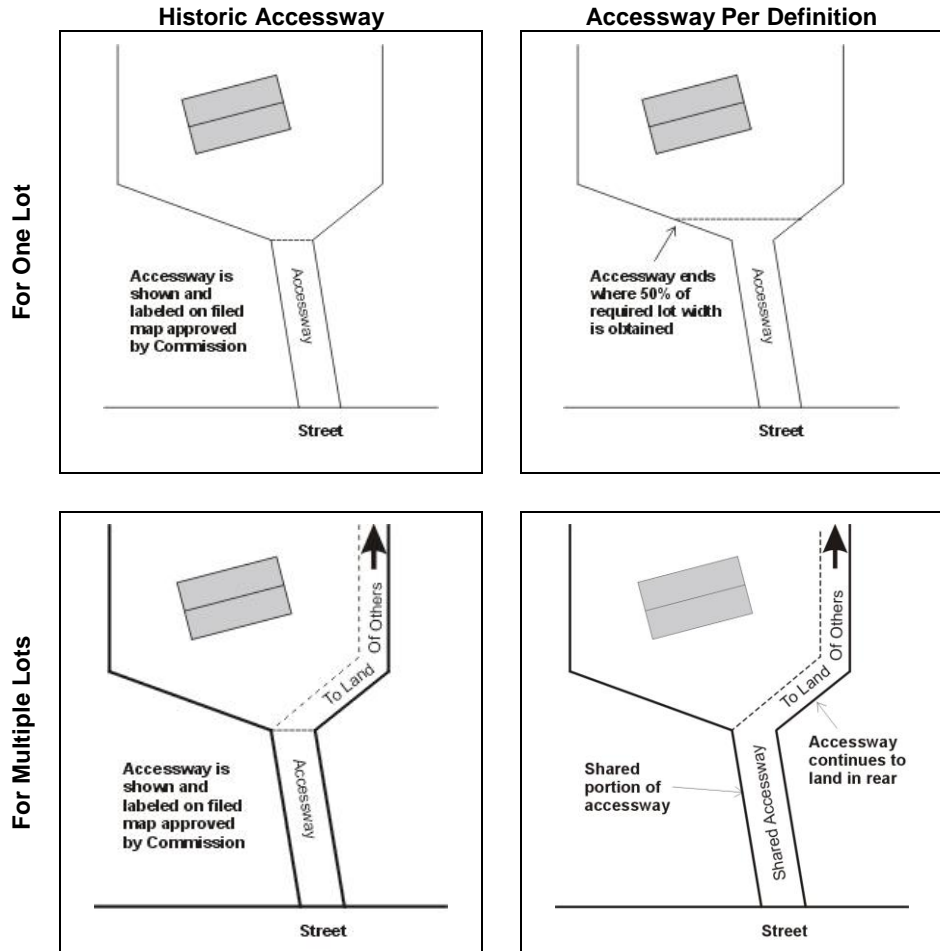 Historic Accessway
Accessway Per Definition
For One Lot
Accessway is
shown and
labeled on filed
map approved
by Commission
Accessway
Street
Accessway ends
where 50% of
required lot width
is obtained
Accessway
Street
For Multiple Lots
Of Others
To Land
Accessway is
shown and
labeled on filed
map approved
by Commission
Accessway
Street
Of Others
To Land
Accessway
continues to
land in rear
Shared
portion of
accessway
Shared Accessway
Street